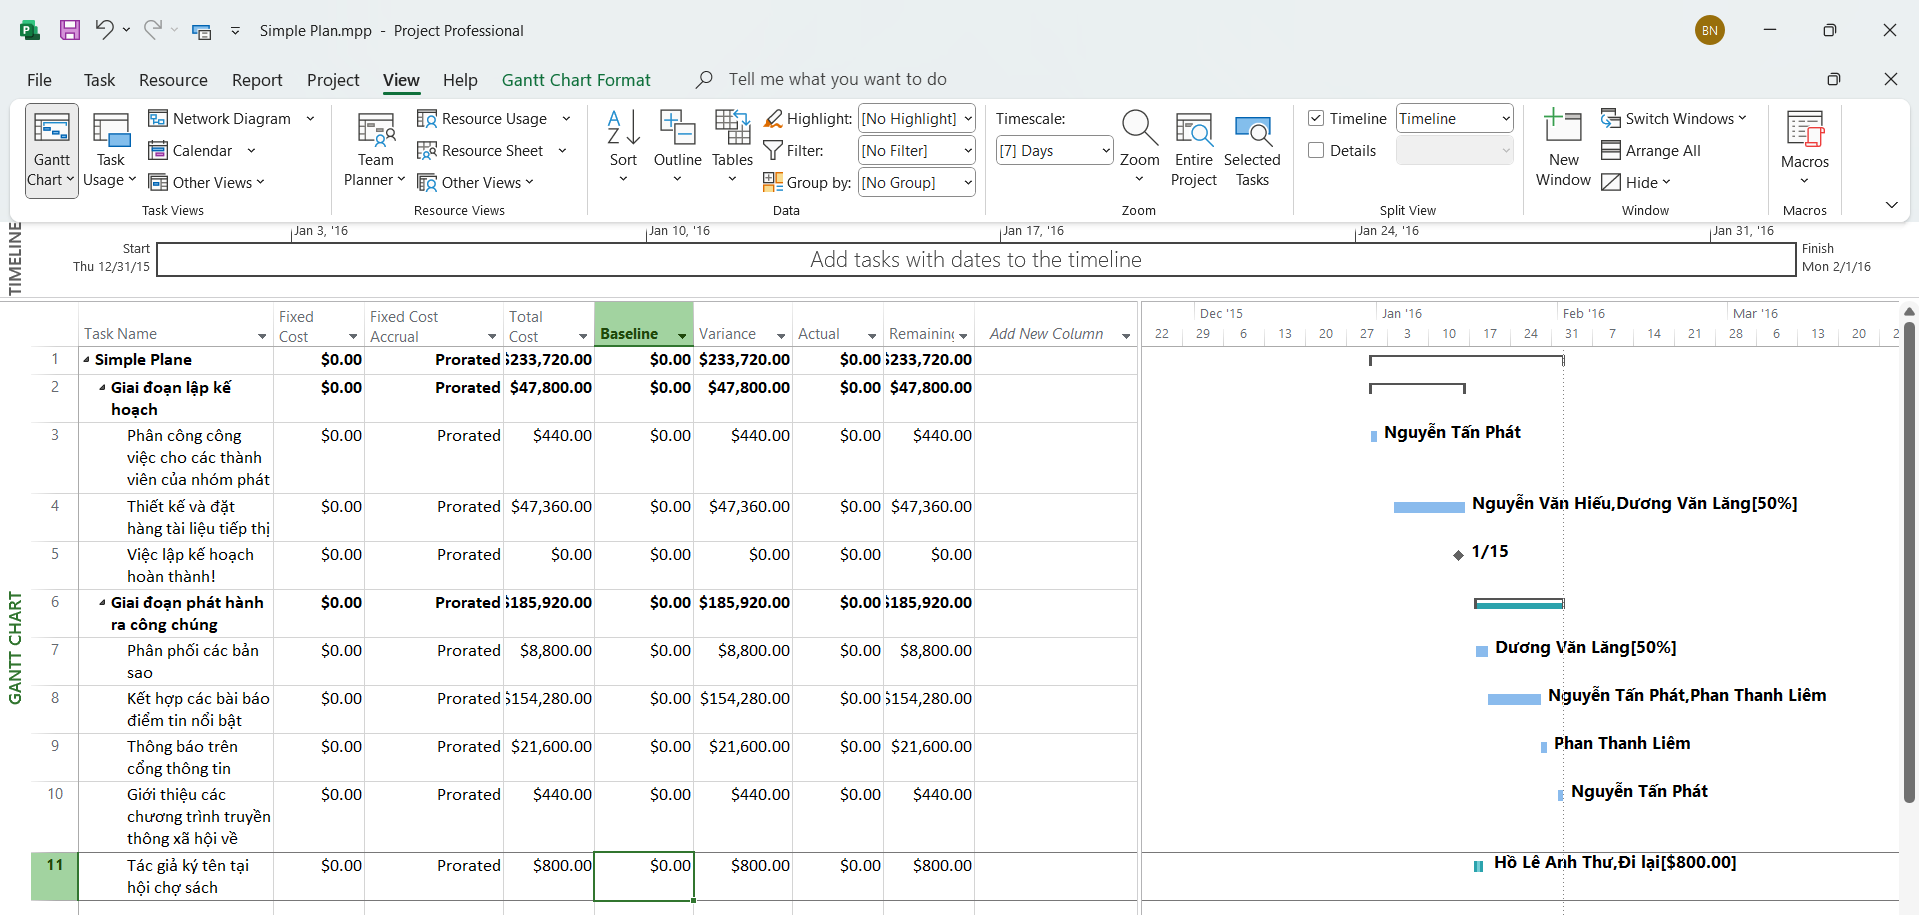 Simple Plan.mpp - Project Professional
BN
File Task Resource Report Project View Help Gantt Chart Format Tell me what you want to do
Gantt Chart
Task Usage
Network Diagram
Calendar
Other Views
Task Views
Team Planner
Resource Usage
Resource Sheet
Other Views
Resource Views
Sort
Outline
Tables
Highlight: [No Highlight]
Filter: [No Filter]
Group by: [No Group]
Data
Timescale:
[7] Days
Zoom
Entire Project
Selected Tasks
Zoom
Timeline Timeline
Details
Split View
New Window
Switch Windows
Arrange All
Hide
Window
Macros
Macros
TIMELINE
Jan 3, '16 Jan 10, '16 Jan 17, '16 Jan 24, '16 Jan 31, '16
Start
Thu 12/31/15
Add tasks with dates to the timeline
Finish
Mon 2/1/16
GANTT CHART
Task Name Fixed Cost Fixed Cost Accrual Total Cost Baseline Variance Actual Remaining Add New Column
Dec '15 Jan '16 Feb '16 Mar '16
22 29 6 13 20 27 3 10 17 24 31 7 14 21 28 6 13 20 2
1 Simple Plane $0.00 Prorated $233,720.00 $0.00 $233,720.00 $0.00 $233,720.00
2 Giai đoạn lập kế $0.00 Prorated $47,800.00 $0.00 $47,800.00 $0.00 $47,800.00
hoạch
3 Phân công công $0.00 Prorated $440.00 $0.00 $440.00 $0.00 $440.00 Nguyễn Tấn Phát
việc cho các thành
viên của nhóm phát
4 Thiết kế và đặt $0.00 Prorated $47,360.00 $0.00 $47,360.00 $0.00 $47,360.00 Nguyễn Văn Hiếu,Dương Văn Lăng[50%]
hàng tài liệu tiếp thị
5 Việc lập kế hoạch $0.00 Prorated $0.00 $0.00 $0.00 $0.00 $0.00 1/15
hoàn thành!
6 Giai đoạn phát hành $0.00 Prorated $185,920.00 $0.00 $185,920.00 $0.00 $185,920.00
ra công chúng
7 Phân phối các bản $0.00 Prorated $8,800.00 $0.00 $8,800.00 $0.00 $8,800.00 Dương Văn Lăng[50%]
sao
8 Kết hợp các bài báo $0.00 Prorated $154,280.00 $0.00 $154,280.00 $0.00 $154,280.00 Nguyễn Tấn Phát,Phan Thanh Liêm
điểm tin nổi bật
9 Thông báo trên $0.00 Prorated $21,600.00 $0.00 $21,600.00 $0.00 $21,600.00 Phan Thanh Liêm
cổng thông tin
10 Giới thiệu các $0.00 Prorated $440.00 $0.00 $440.00 $0.00 $440.00 Nguyễn Tấn Phát
chương trình truyền
thông xã hội về
11 Tác giả ký tên tại $0.00 Prorated $800.00 $0.00 $800.00 $0.00 $800.00 Hồ Lê Anh Thư,Đi lại[$800.00]
hội chợ sách